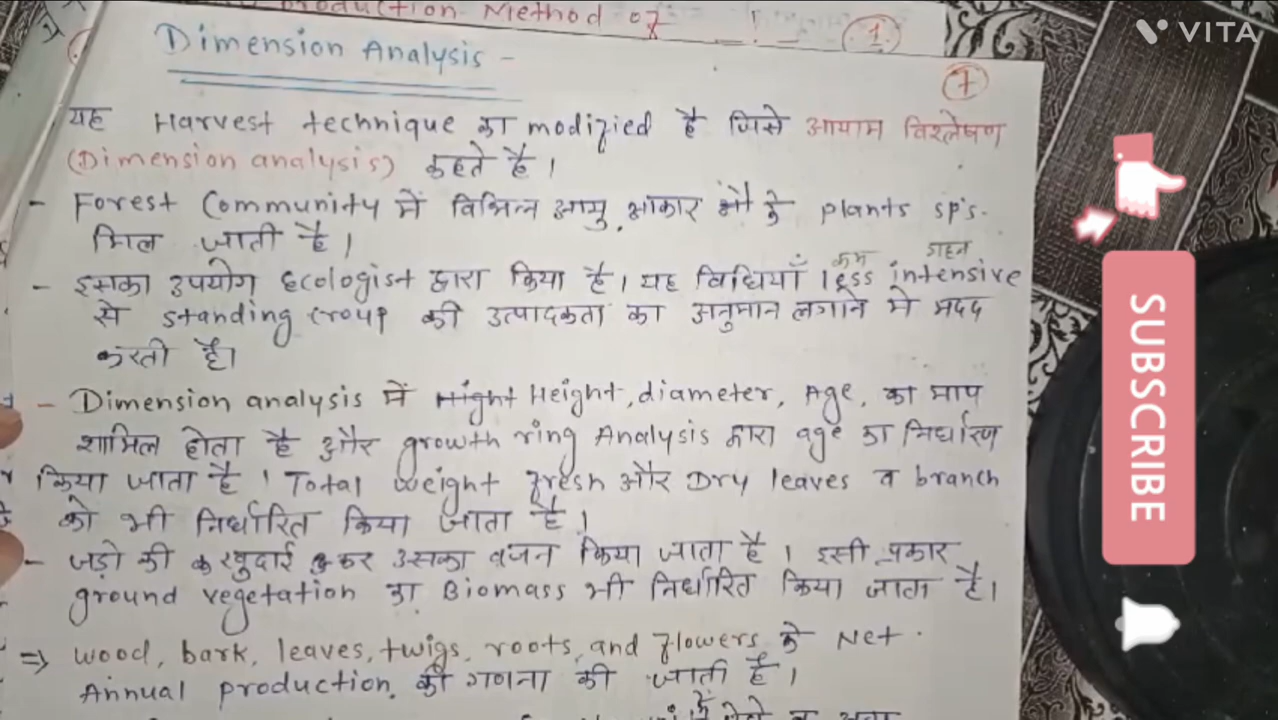 production Method of
1
Dimension Analysis -
7
यह Harvest technique का modified है जिसे आयाम विश्लेषण
(Dimension analysis) कहते है।
- Forest Community में विभिन्न आयु, आकार के plants sp's.
मिल जाती है।
कम गहन
- इसका उपयोग Ecologist द्वारा किया है। यह विधियाँ less intensive
से standing croup की उत्पादकता का अनुमान लगाने मे मदद
करती है।
- Dimension analysis में Hight Height, diameter, Age, का माप
शामिल होता है और growth ring Analysis द्वारा age का निर्धारण
किया जाता है। Total weight fresh और Dry leaves व branch
को भी निर्धारित किया जाता है।
- जड़ो की खुदाई कर उसका वजन किया जाता है। इसी प्रकार
ground vegetation का Biomass भी निर्धारित किया जाता है।
⇒ wood, bark, leaves, twigs, roots, and flowers के Net
Annual production की गणना की जाती है।
VITA
SUBSCRIBE